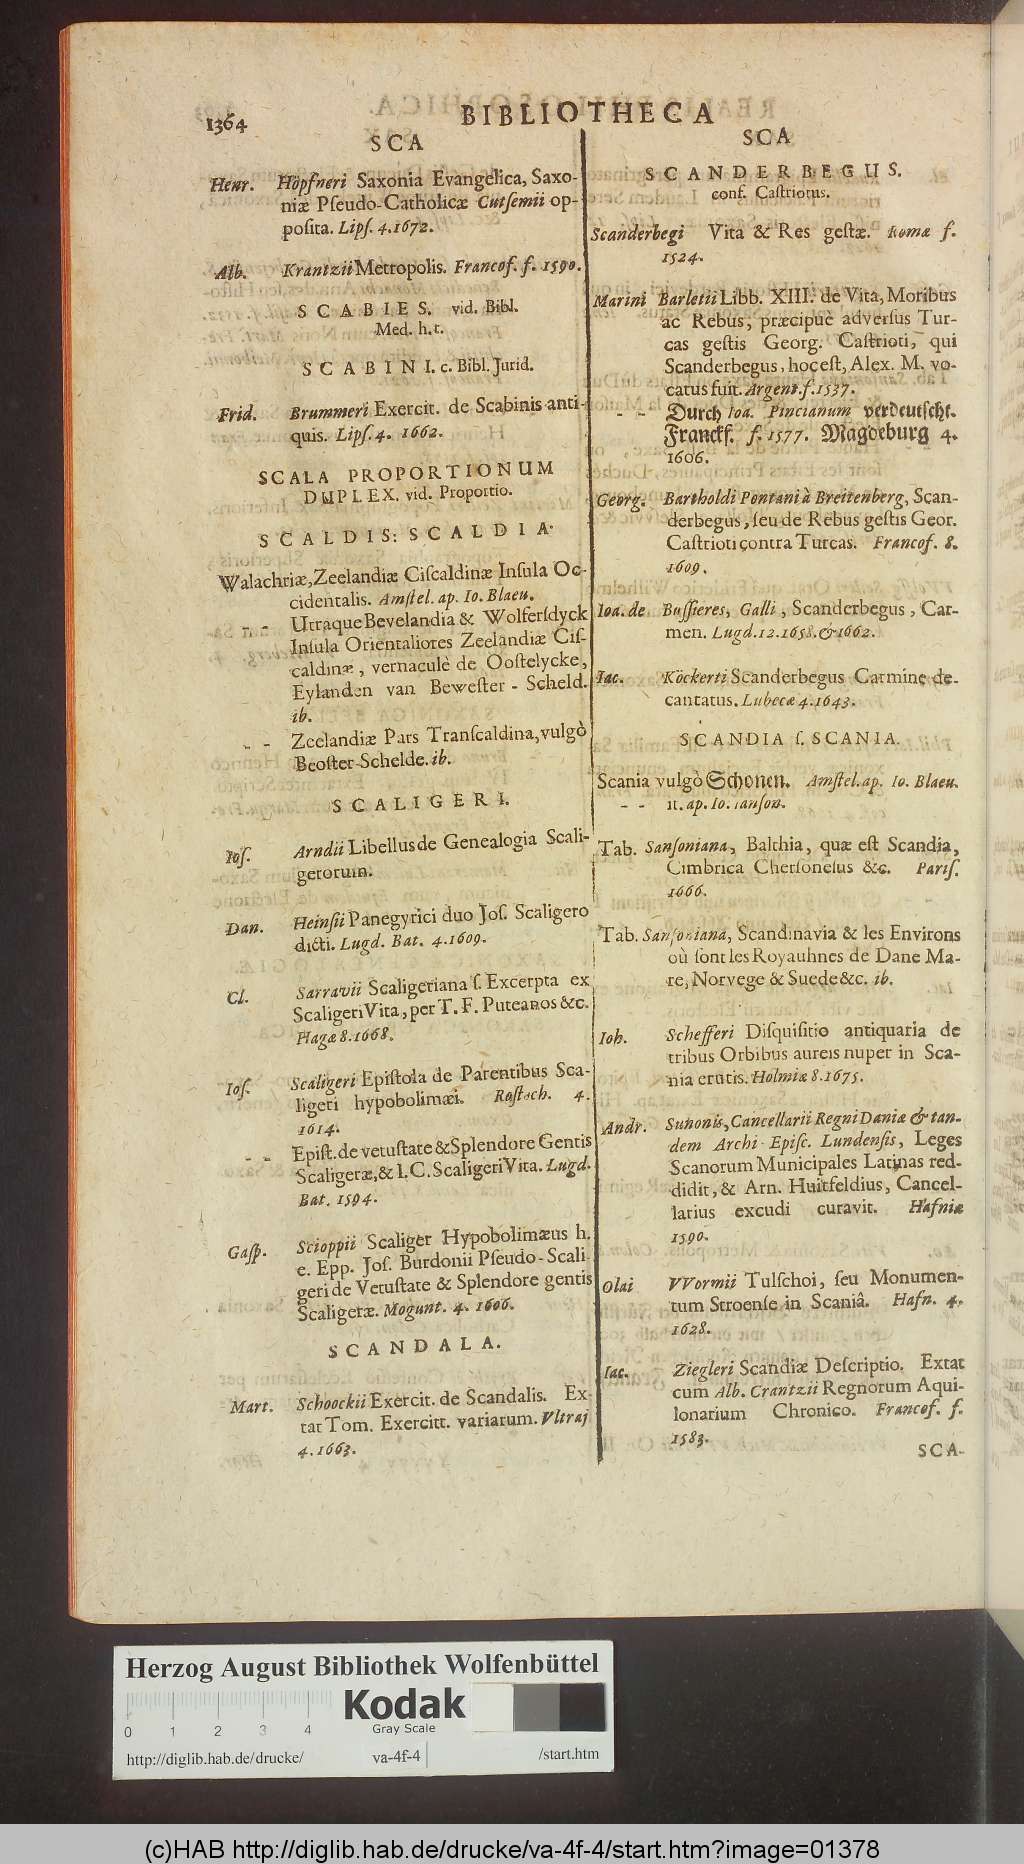 1364
BIBLIOTHECA
SCA
Henr. Höpfneri Saxonia Evangelica, Saxo-
niæ Pſeudo-Catholicæ Cutſemii op-
poſita. Lipſ. 4. 1672.
Alb. Krantzii Metropolis. Francof. f. 1590.
SCABIES. vid. Bibl.
Med. h. t.
SCABINI. c. Bibl. Jurid.
Frid. Brummeri Exercit. de Scabinis anti-
quis. Lipſ. 4. 1662.
SCALA PROPORTIONUM
DUPLEX. vid. Proportio.
SCALDIS: SCALDIA.
Walachriæ, Zeelandiæ Ciſcaldinæ Inſula Oc-
cidentalis. Amſtel. ap. Io. Blaeu.
- - Utraque Bevelandia & Wolferſdyck
Inſula Orientaliores Zeelandiæ Ciſ-
caldinæ, vernaculè de Ooſtelycke,
Eylanden van Beweſter-Scheld.
ib.
- - Zeelandiæ Pars Tranſcaldina, vulgò
Beoſter-Schelde. ib.
SCALIGERI.
Ioſ. Arndii Libellus de Genealogia Scali-
gerorum.
Dan. Heinſii Panegyrici duo Joſ. Scaligero
dicti. Lugd. Bat. 4. 1609.
Cl. Sarravii Scaligeriana ſ. Excerpta ex
Scaligeri Vita, per T. F. Puteanos &c.
Hagæ 8. 1668.
Ioſ. Scaligeri Epiſtola de Parentibus Sca-
ligeri hypobolimæi. Roſtoch. 4.
1614.
- - Epiſt. de vetuſtate & Splendore Gentis
Scaligeræ, & I. C. Scaligeri Vita. Lugd.
Bat. 1594.
Gaſp. Scioppii Scaliger Hypobolimæus h.
e. Epp. Joſ. Burdonii Pſeudo-Scali-
geri de Vetuſtate & Splendore gentis
Scaligeræ. Mogunt. 4. 1606.
SCANDALA.
Mart. Schoockii Exercit. de Scandalis. Ex
tat Tom. Exercitt. variarum. Vltraj
4. 1663.
SCA
SCANDERBEGUS.
conf. Caſtriotus.
Scanderbegi Vita & Res geſtæ. Romæ f.
1524.
Marini Barletii Libb. XIII. de Vita, Moribus
ac Rebus, præcipuè adverſus Tur-
cas geſtis Georg. Caſtrioti, qui
Scanderbegus, hoc eſt, Alex. M. vo-
catus fuit. Argent. f. 1537.
- - Durch Ioa. Pincianum verdeutſcht.
Franckf. f. 1577. Magdeburg 4.
1606.
Georg. Bartholdi Pontani à Breitenberg, Scan-
derbegus, ſeu de Rebus geſtis Geor.
Caſtrioti contra Turcas. Francof. 8.
1609.
Ioa. de Buſſieres, Galli, Scanderbegus, Car-
men. Lugd. 12. 1658. & 1662.
Iac. Köckerti Scanderbegus Carmine de-
cantatus. Lubecæ 4. 1643.
SCANDIA ſ. SCANIA.
Scania vulgò Schonen. Amſtel. ap. Io. Blaeu.
- - it. ap. Io. Ianſon.
Tab. Sanſoniana, Balthia, quæ eſt Scandia,
Cimbrica Cherſoneſus &c. Pariſ.
1666.
Tab. Sanſoniana, Scandinavia & les Environs
où ſont les Royauhnes de Dane Ma-
re, Norvege & Suede &c. ib.
Ioh. Schefferi Diſquiſitio antiquaria de
tribus Orbibus aureis nuper in Sca-
nia erutis. Holmiæ 8. 1675.
Andr. Sunonis, Cancellarii Regni Daniæ & tan-
dem Archi-Epiſc. Lundenſis, Leges
Scanorum Municipales Latinas red-
didit, & Arn. Huitfeldius, Cancel-
larius excudi curavit. Hafniæ
1590.
Olai VVormii Tulſchoi, ſeu Monumen-
tum Stroenſe in Scaniâ. Hafn. 4.
1628.
Iac. Ziegleri Scandiæ Deſcriptio. Extat
cum Alb. Crantzii Regnorum Aqui-
lonarium Chronico. Francof. f.
1583.
SCA-
Herzog August Bibliothek Wolfenbüttel
Kodak
Gray Scale
0 1 2 3 4
http://diglib.hab.de/drucke/ va-4f-4 /start.htm
(c)HAB http://diglib.hab.de/drucke/va-4f-4/start.htm?image=01378